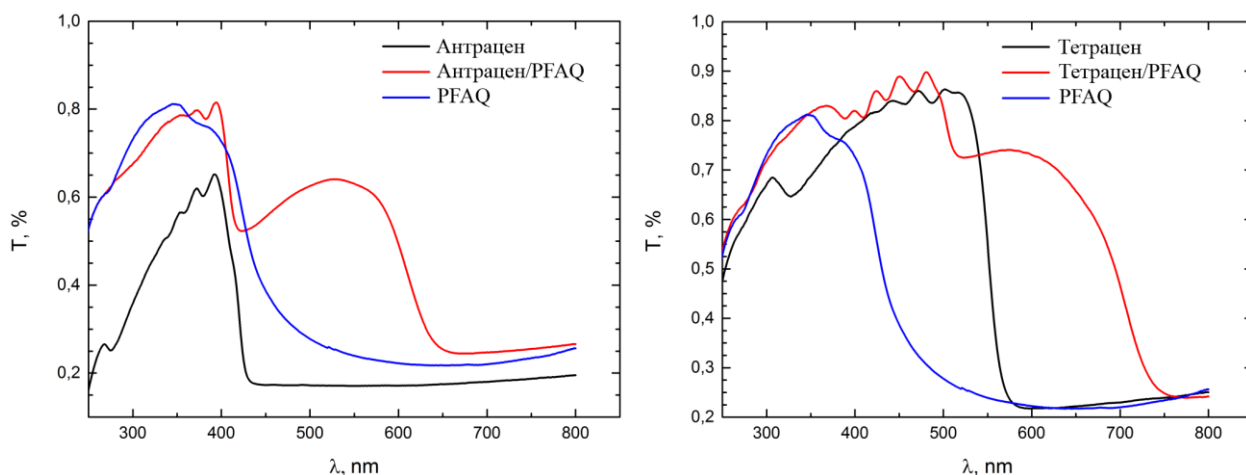 1,0
0,8
0,6
0,4
0,2
T, %
300 400 500 600 700 800
λ, nm
Антрацен
Антрацен/PFAQ
PFAQ
1,0
0,9
0,8
0,7
0,6
0,5
0,4
0,3
0,2
T, %
300 400 500 600 700 800
λ, nm
Тетрацен
Тетрацен/PFAQ
PFAQ